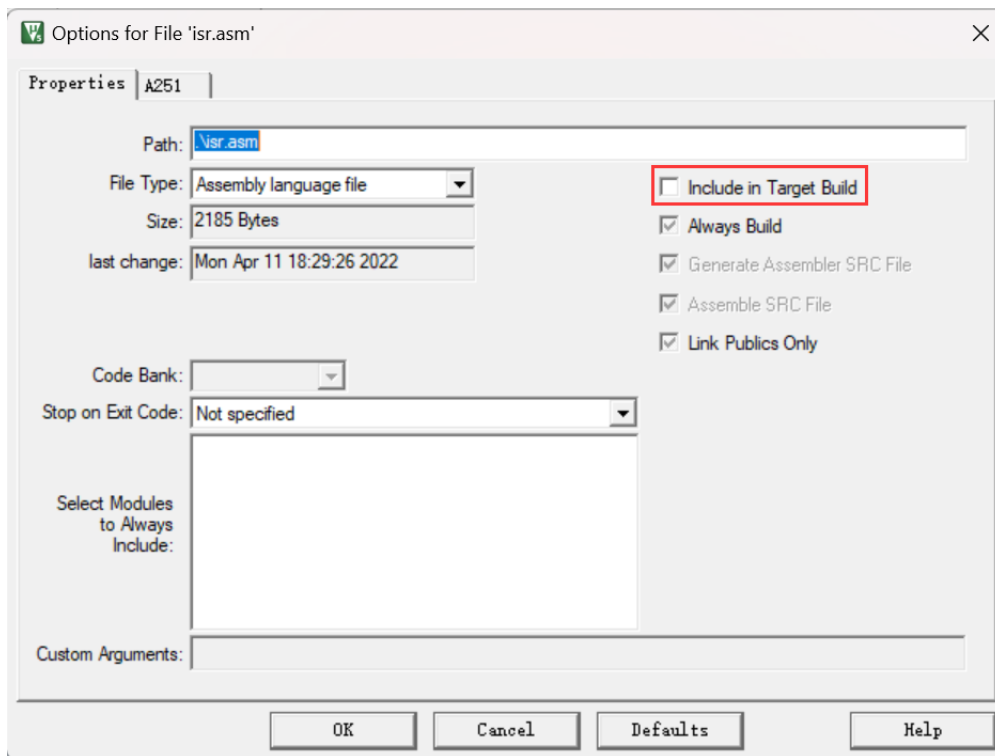 Options for File 'isr.asm'
Properties A251
Path: .\isr.asm
File Type: Assembly language file
Include in Target Build
Size: 2185 Bytes
Always Build
last change: Mon Apr 11 18:29:26 2022
Generate Assembler SRC File
Assemble SRC File
Link Publics Only
Code Bank:
Stop on Exit Code: Not specified
Select Modules
to Always
Include:
Custom Arguments:
OK Cancel Defaults Help